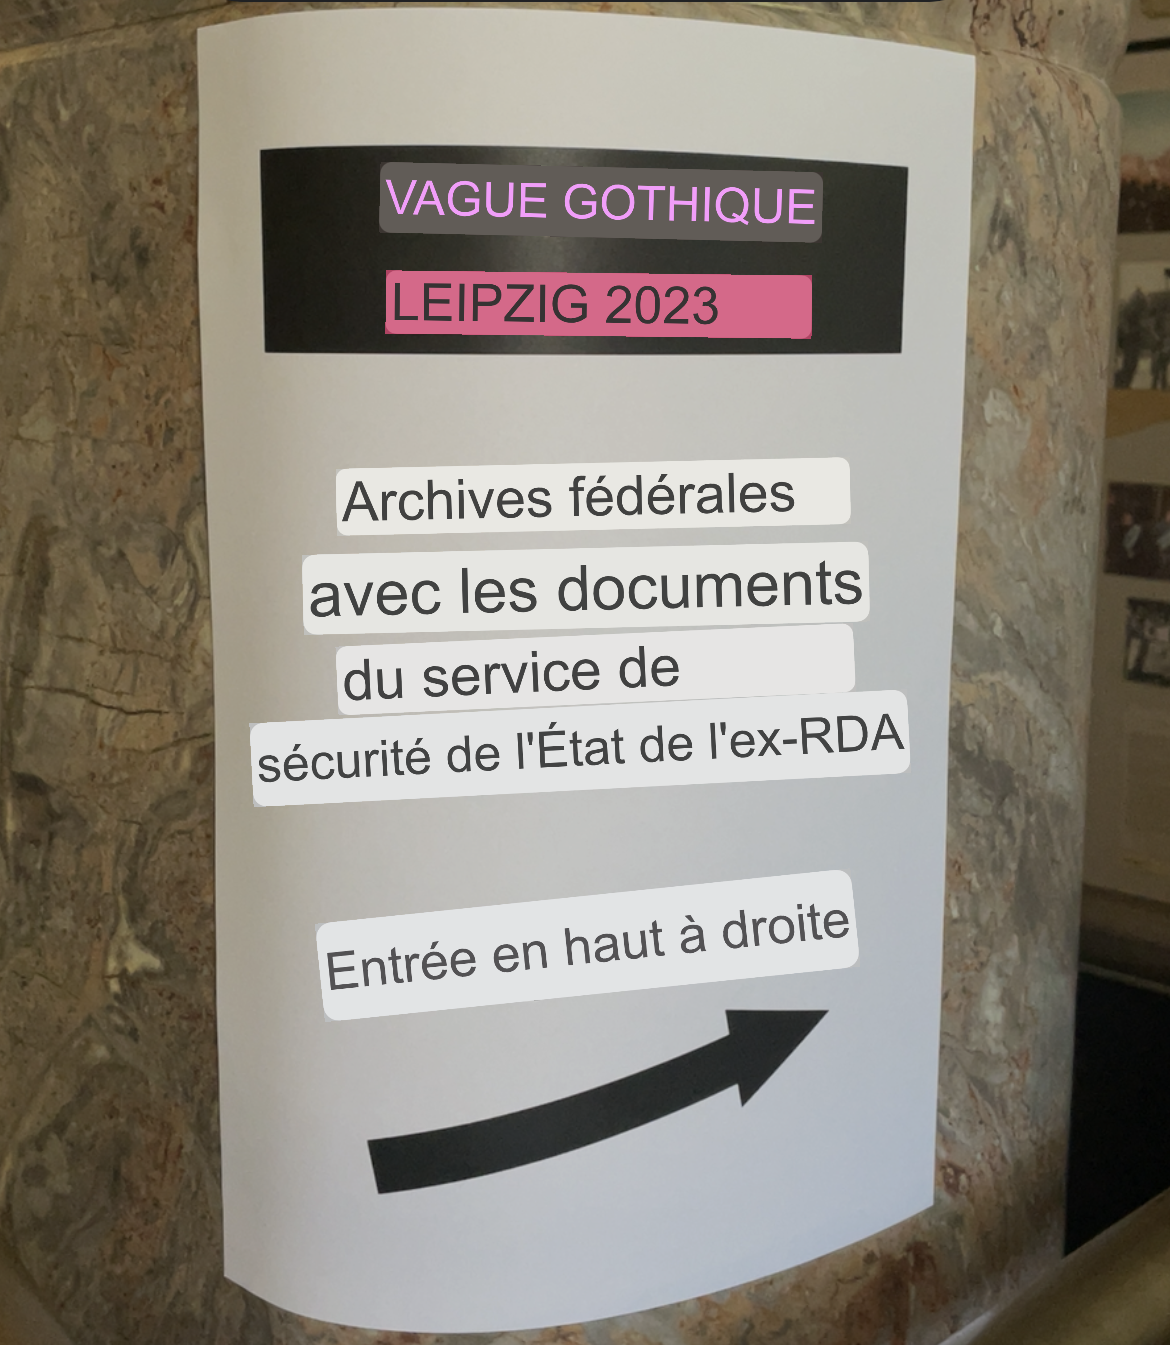 VAGUE GOTHIQUE
LEIPZIG 2023
Archives fédérales
avec les documents
du service de
sécurité de l'État de l'ex-RDA
Entrée en haut à droite